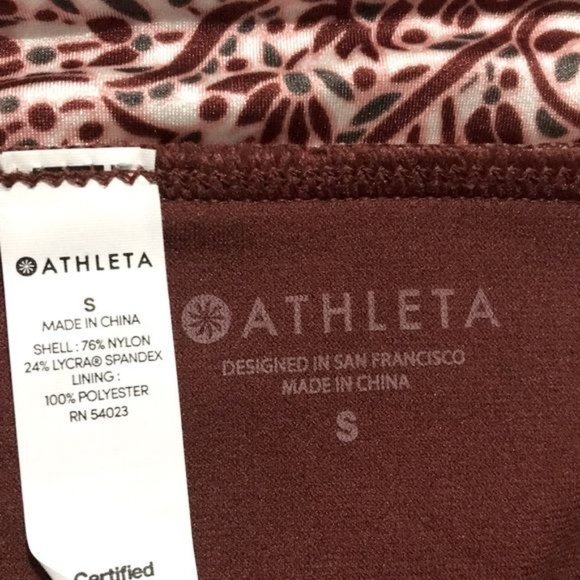 ATHLETA
S
MADE IN CHINA
SHELL : 76% NYLON
24% LYCRA® SPANDEX
LINING :
100% POLYESTER
RN 54023
Certified
ATHLETA
DESIGNED IN SAN FRANCISCO
MADE IN CHINA
S